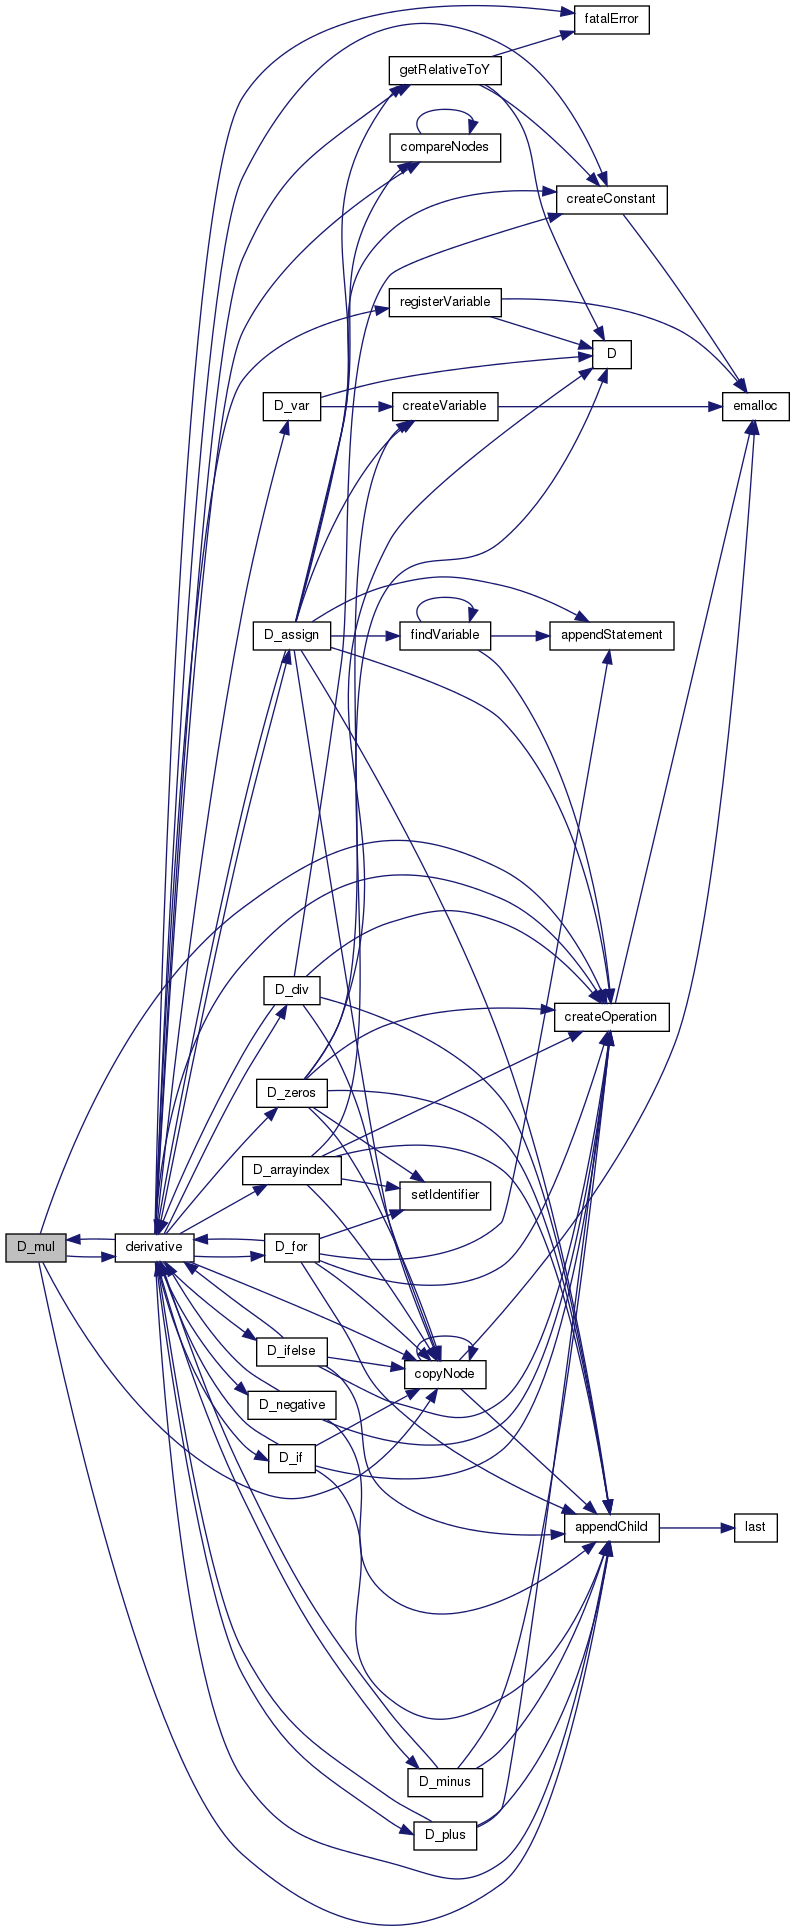 fatalError
getRelativeToY
compareNodes
createConstant
registerVariable
D
D_var
createVariable
emalloc
D_assign
findVariable
appendStatement
D_div
createOperation
D_zeros
D_arrayindex
setIdentifier
D_mul
derivative
D_for
D_ifelse
copyNode
D_negative
D_if
appendChild
last
D_minus
D_plus